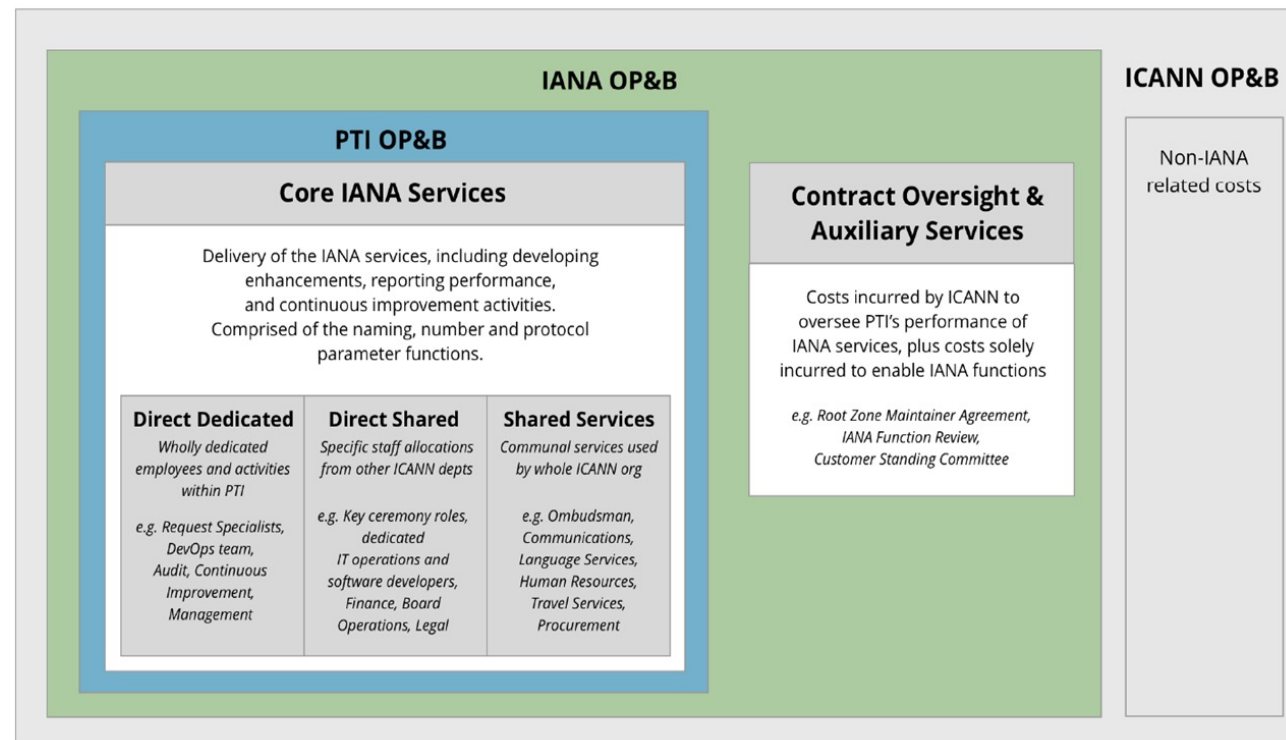 IANA OP&B
ICANN OP&B
PTI OP&B
Core IANA Services
Delivery of the IANA services, including developing
enhancements, reporting performance,
and continuous improvement activities.
Comprised of the naming, number and protocol
parameter functions.
Direct Dedicated
Wholly dedicated
employees and activities
within PTI
e.g. Request Specialists,
DevOps team,
Audit, Continuous
Improvement,
Management
Direct Shared
Specific staff allocations
from other ICANN depts
e.g. Key ceremony roles,
dedicated
IT operations and
software developers,
Finance, Board
Operations, Legal
Shared Services
Communal services used
by whole ICANN org
e.g. Ombudsman,
Communications,
Language Services,
Human Resources,
Travel Services,
Procurement
Contract Oversight &
Auxiliary Services
Costs incurred by ICANN to
oversee PTI’s performance of
IANA services, plus costs solely
incurred to enable IANA functions
e.g. Root Zone Maintainer Agreement,
IANA Function Review,
Customer Standing Committee
Non-IANA
related costs